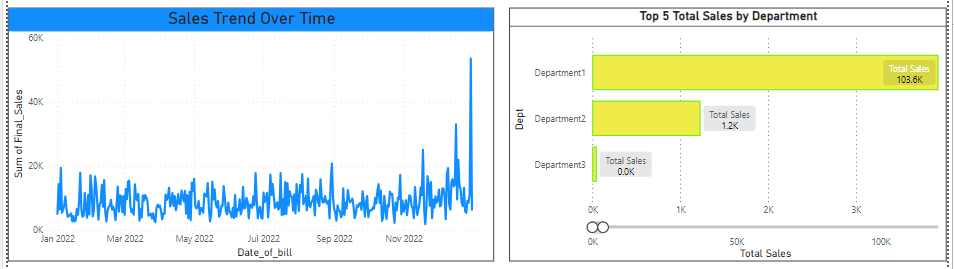 Sales Trend Over Time
60K
40K
20K
0K
Sum of Final_Sales
Jan 2022 Mar 2022 May 2022 Jul 2022 Sep 2022 Nov 2022
Date_of_bill
Top 5 Total Sales by Department
Dept
Department1
Total Sales
103.6K
Department2
Total Sales
1.2K
Department3
Total Sales
0.0K
0K 1K 2K 3K
0K 50K 100K
Total Sales